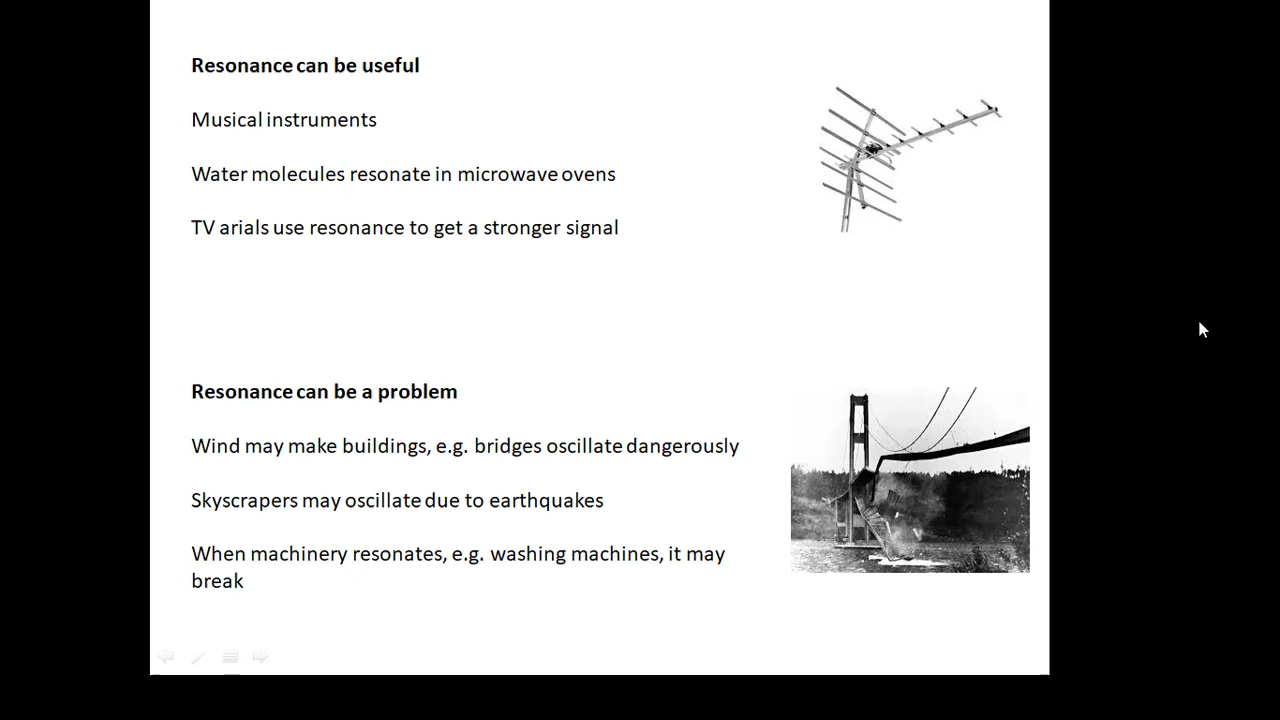 Resonance can be useful
Musical instruments
Water molecules resonate in microwave ovens
TV arials use resonance to get a stronger signal
Resonance can be a problem
Wind may make buildings, e.g. bridges oscillate dangerously
Skyscrapers may oscillate due to earthquakes
When machinery resonates, e.g. washing machines, it may
break